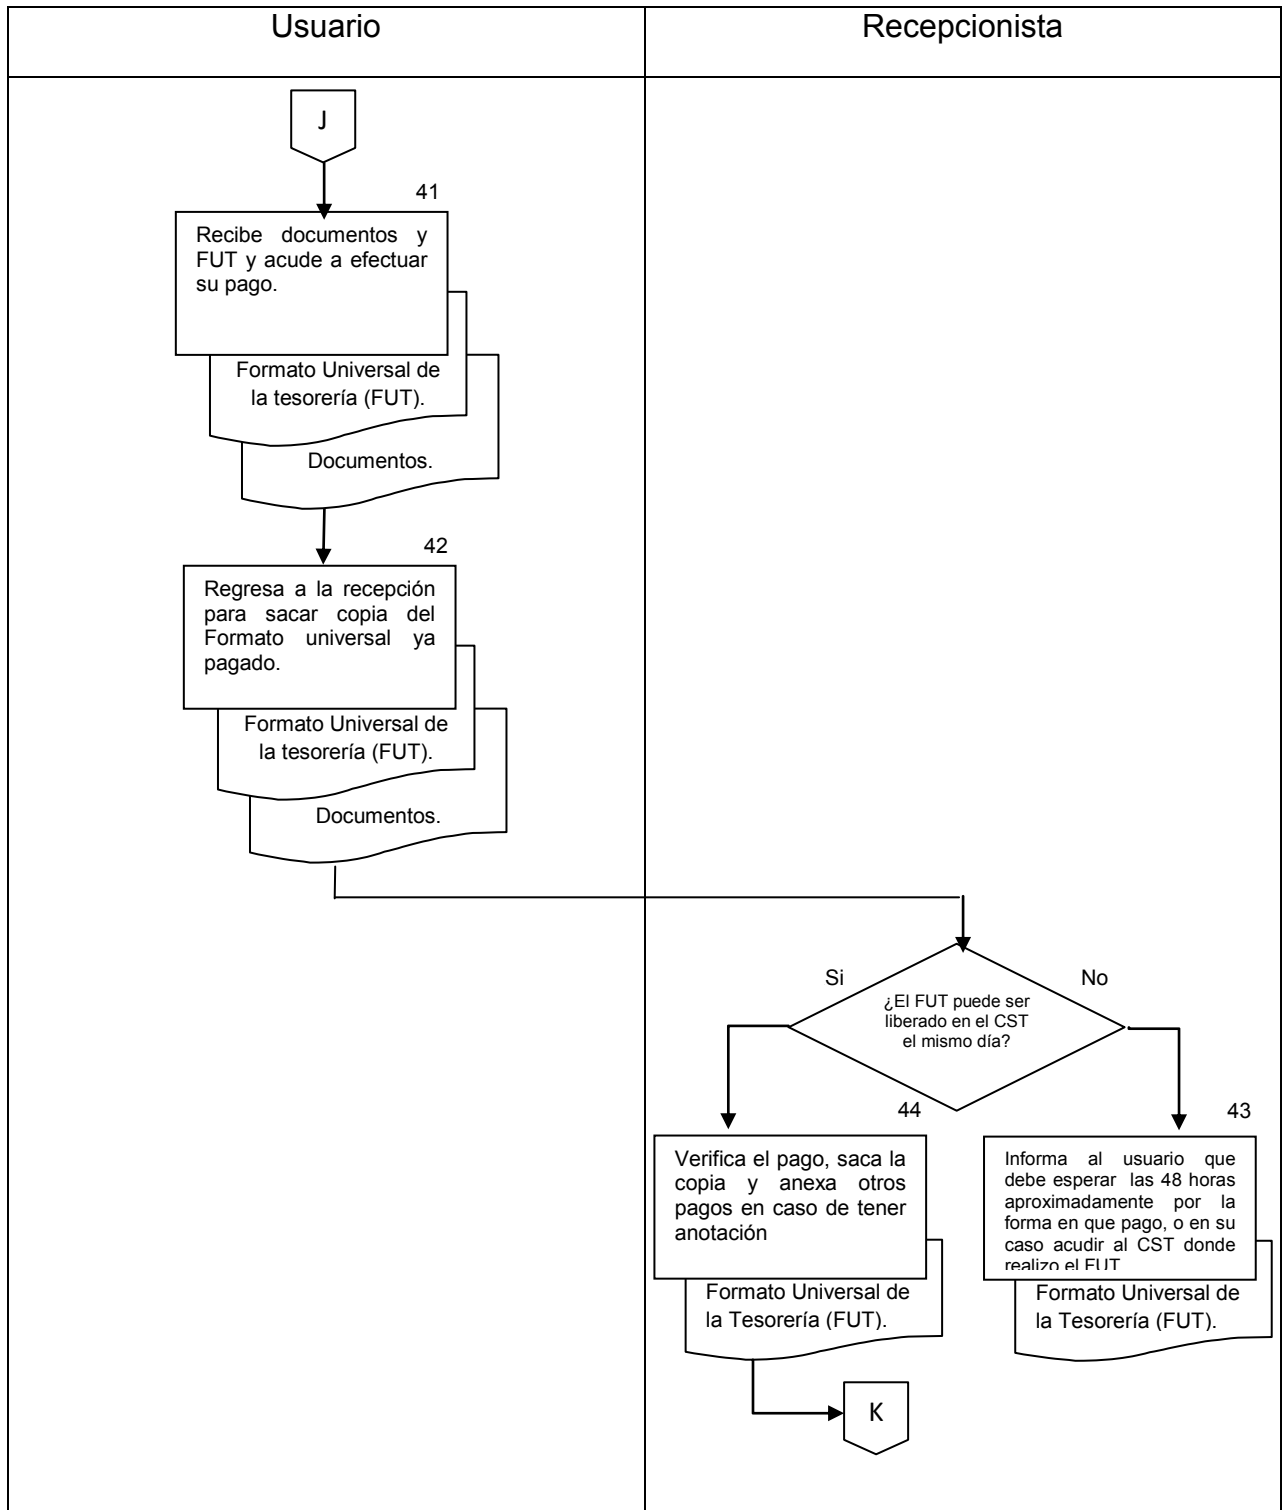 Usuario
Recepcionista
J
41
Recibe documentos y
FUT y acude a efectuar
su pago.
Formato Universal de
la tesorería (FUT).
Documentos.
42
Regresa a la recepción
para sacar copia del
Formato universal ya
pagado.
Formato Universal de
la tesorería (FUT).
Documentos.
Si
No
¿El FUT puede ser
liberado en el CST
el mismo día?
44
Verifica el pago, saca la
copia y anexa otros
pagos en caso de tener
anotación
Formato Universal de
la Tesorería (FUT).
43
Informa al usuario que
debe esperar las 48 horas
aproximadamente por la
forma en que pago, o en su
caso acudir al CST donde
realizo el FUT
Formato Universal de
la Tesorería (FUT).
K